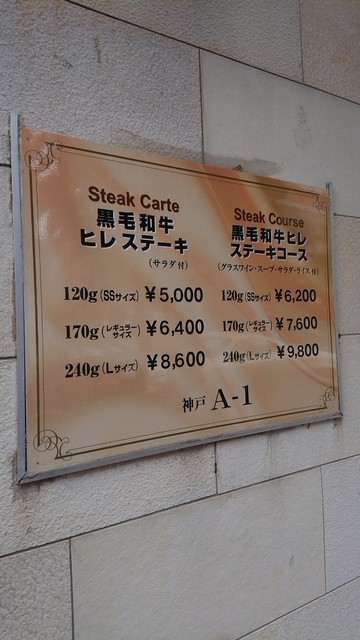 Steak Carte
黒毛和牛
ヒレステーキ
(サラダ付)
120g(SSサイズ) ¥5,000
170g(レギュラーサイズ) ¥6,400
240g(Lサイズ) ¥8,600
Steak Course
黒毛和牛ヒレ
ステーキコース
(グラスワイン・スープ・サラダ・ライス付)
120g(SSサイズ) ¥6,200
170g(レギュラーサイズ) ¥7,600
240g(Lサイズ) ¥9,800
神戸 A-1